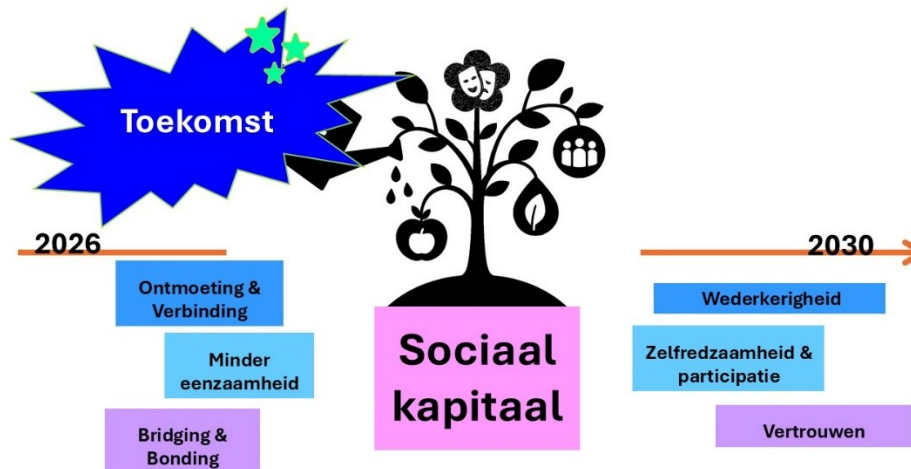 Toekomst
2026
2030
Ontmoeting &
Verbinding
Minder
eenzaamheid
Bridging &
Bonding
Sociaal
kapitaal
Wederkerigheid
Zelfredzaamheid &
participatie
Vertrouwen